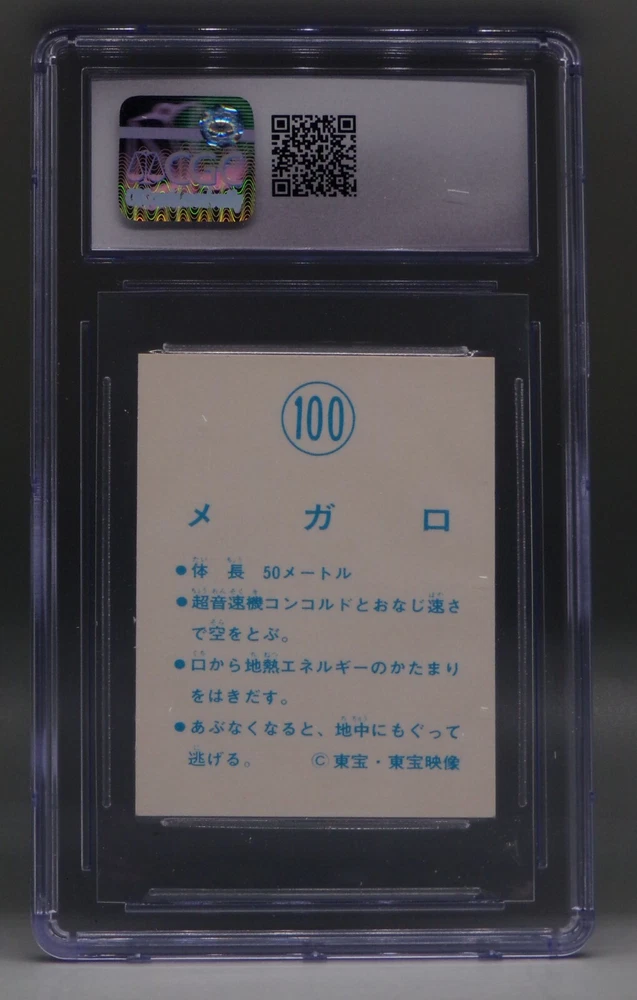 CGC
100
メガロ
●体長 50メートル
●超音速機コンコルドとおなじ速さ
で空をとぶ。
●口から地熱エネルギーのかたまり
をはきだす。
●あぶなくなると、地中にもぐって
逃げる。 Ⓒ東宝・東宝映像